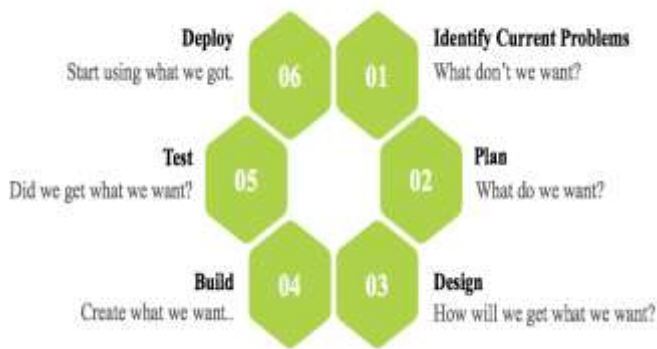 01
Identify Current Problems
What don't we want?
02
Plan
What do we want?
03
Design
How will we get what we want?
04
Build
Create what we want..
05
Test
Did we get what we want?
06
Deploy
Start using what we got.